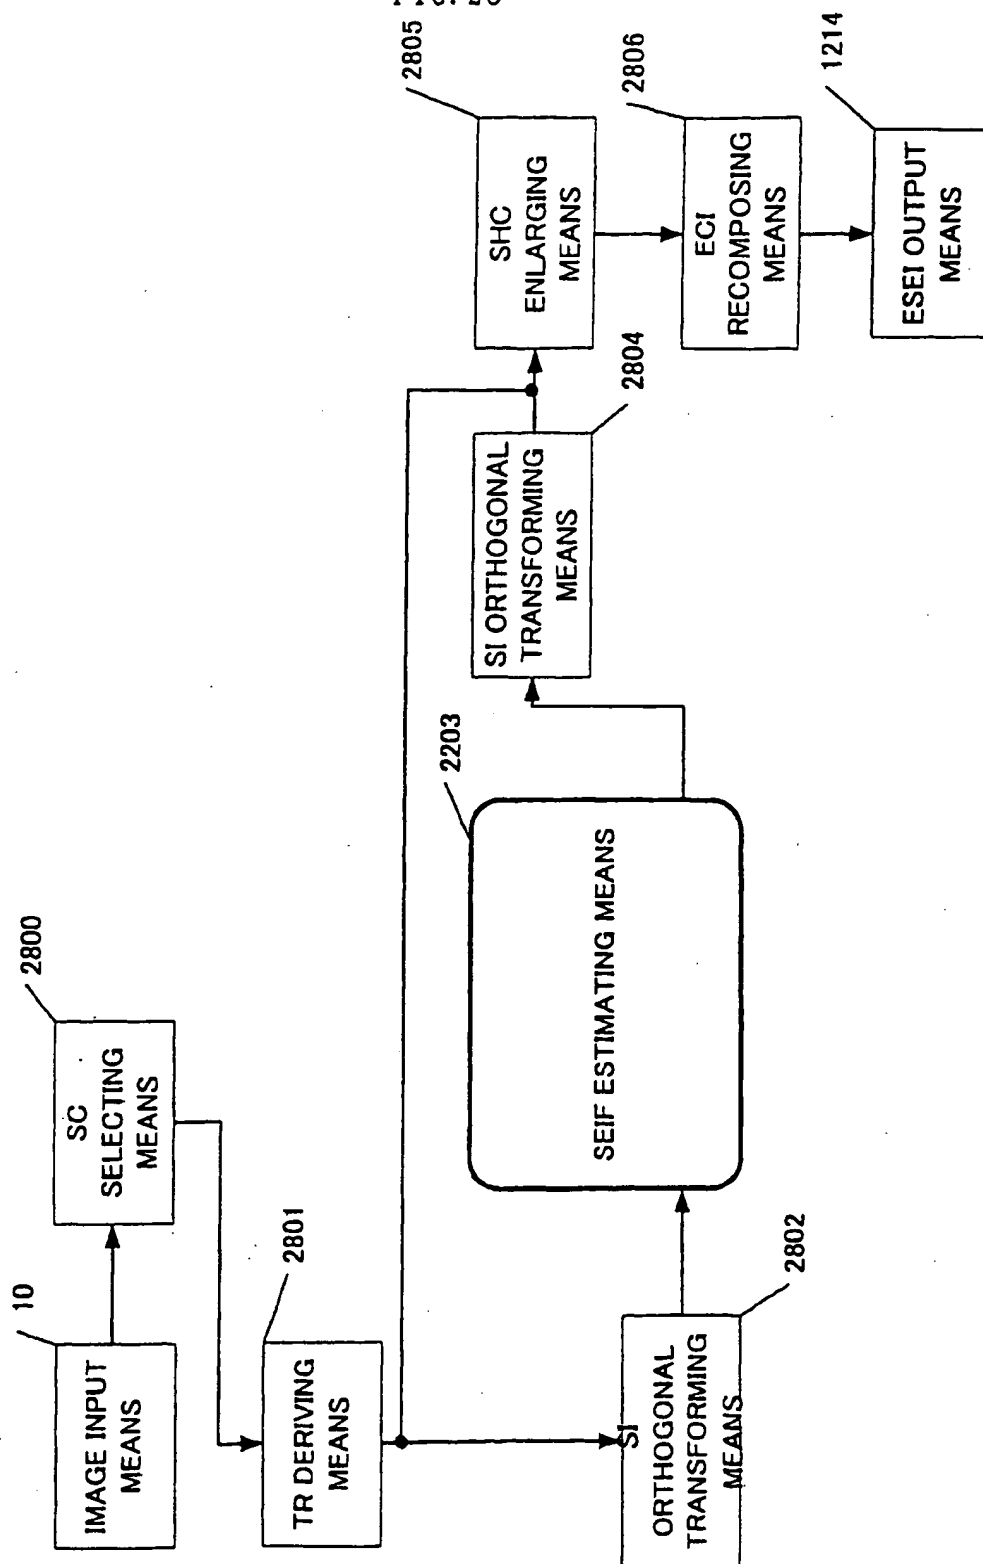 10
IMAGE INPUT
MEANS
2800
SC
SELECTING
MEANS
2801
TR DERIVING
MEANS
2802
SI
ORTHOGONAL
TRANSFORMING
MEANS
2203
SEIF ESTIMATING MEANS
2804
SI ORTHOGONAL
TRANSFORMING
MEANS
2805
SHC
ENLARGING
MEANS
2806
ECI
RECOMPOSING
MEANS
1214
ESEI OUTPUT
MEANS